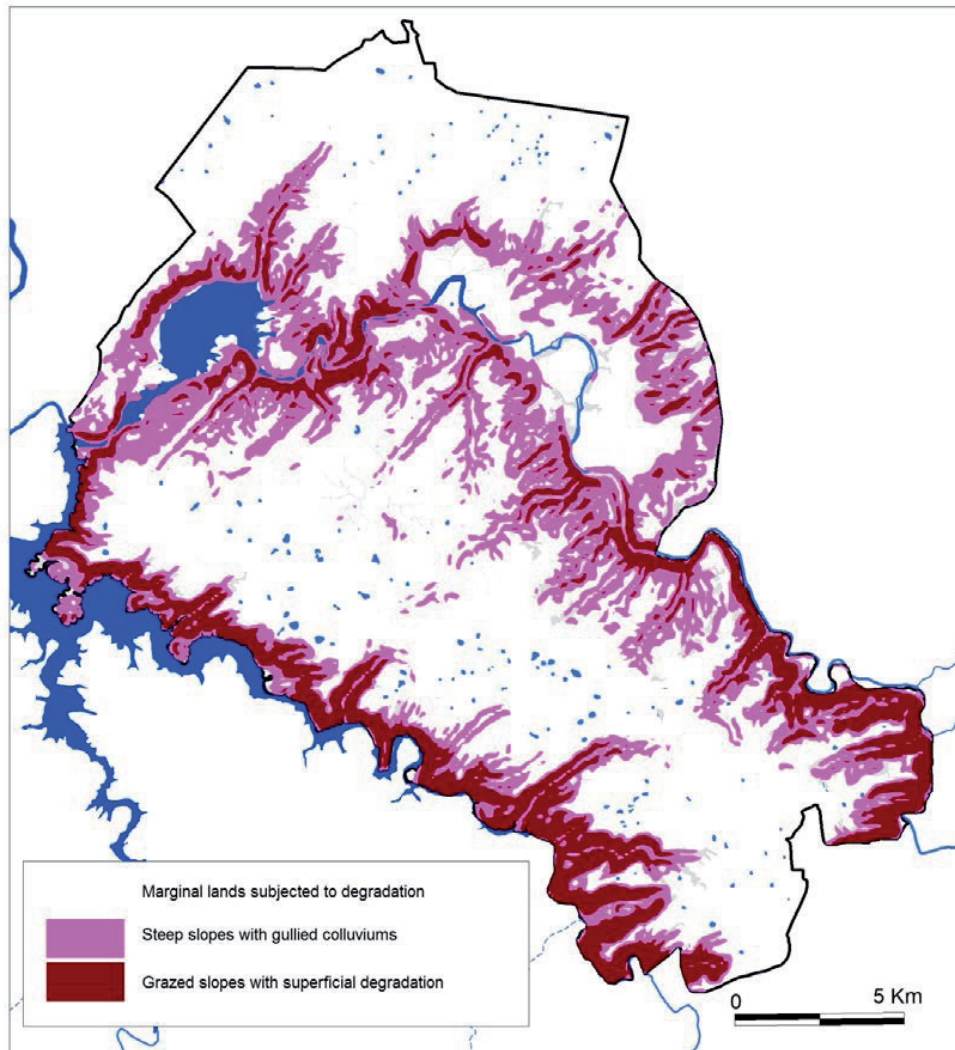 Marginal lands subjected to degradation
Steep slopes with gullied colluviums
Grazed slopes with superficial degradation
0 5 Km